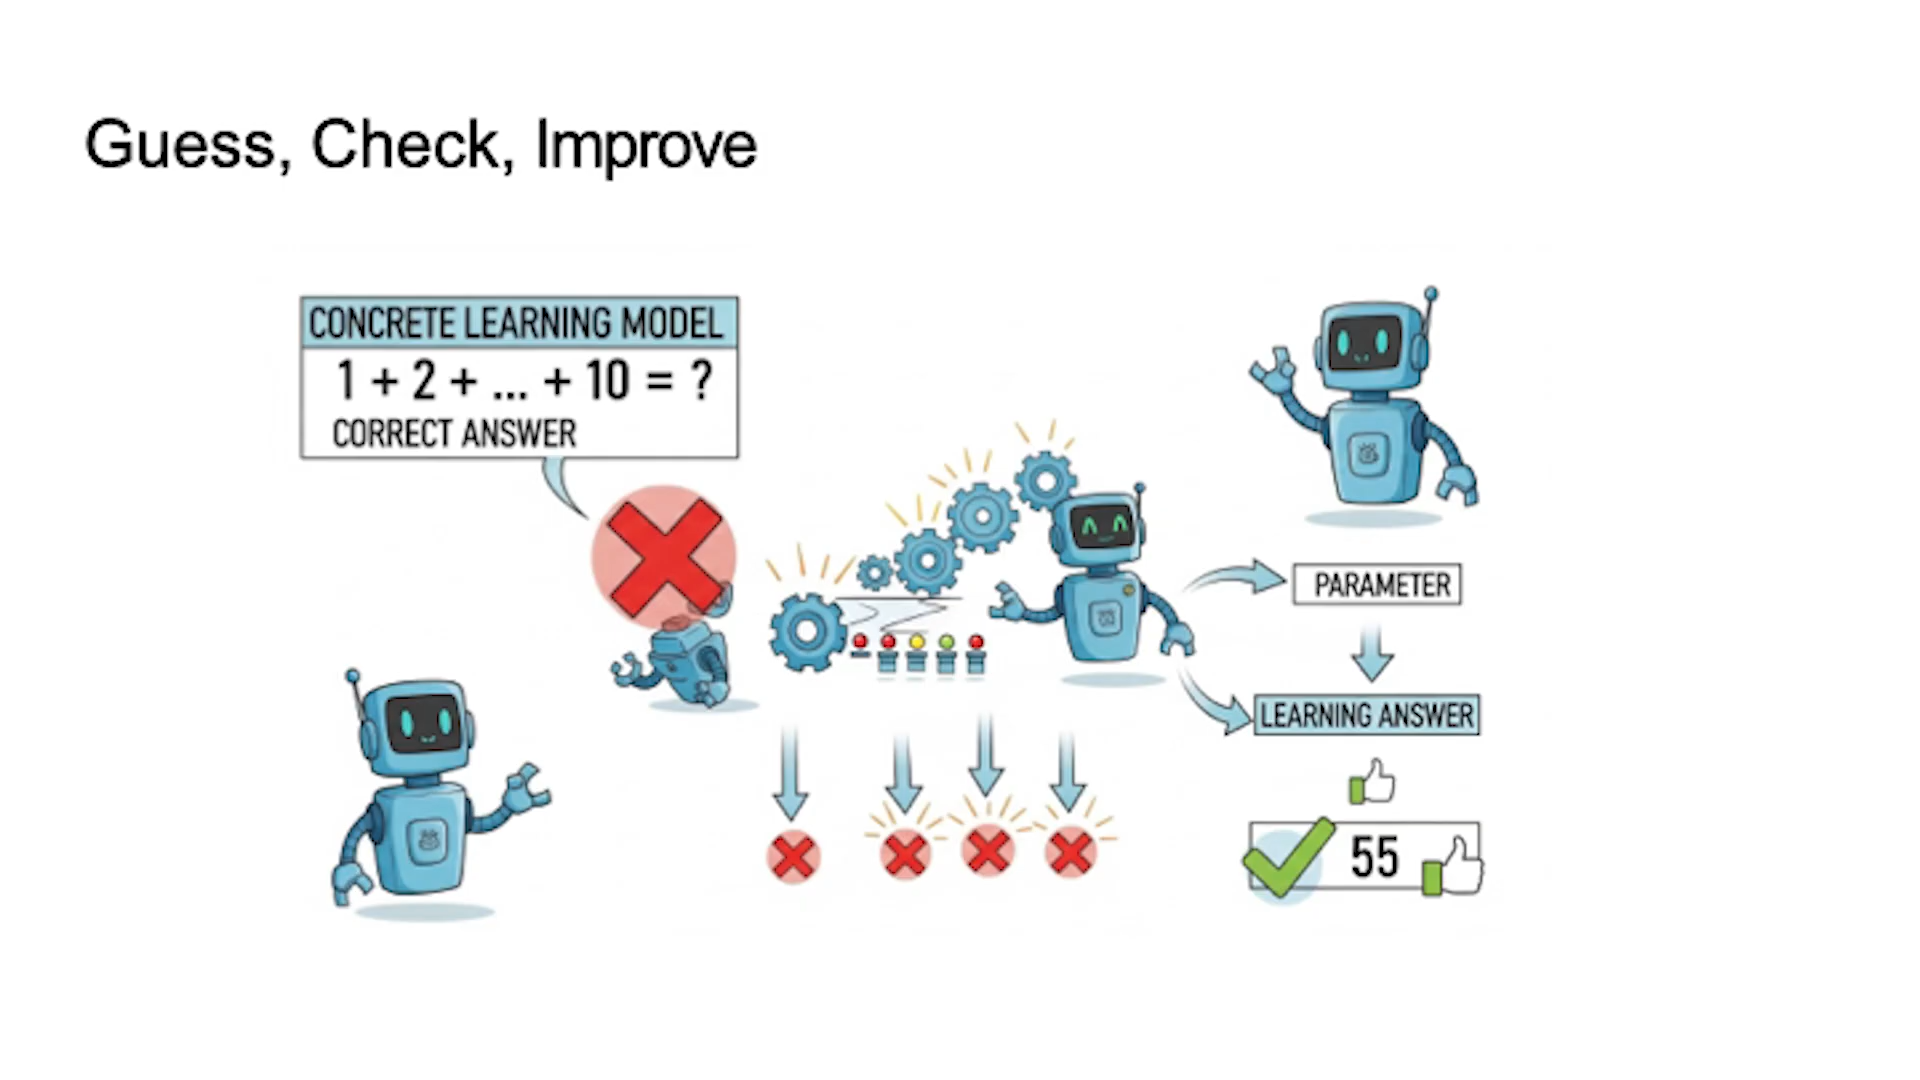 Guess, Check, Improve
CONCRETE LEARNING MODEL
1 + 2 + ... + 10 = ?
CORRECT ANSWER
PARAMETER
LEARNING ANSWER
55